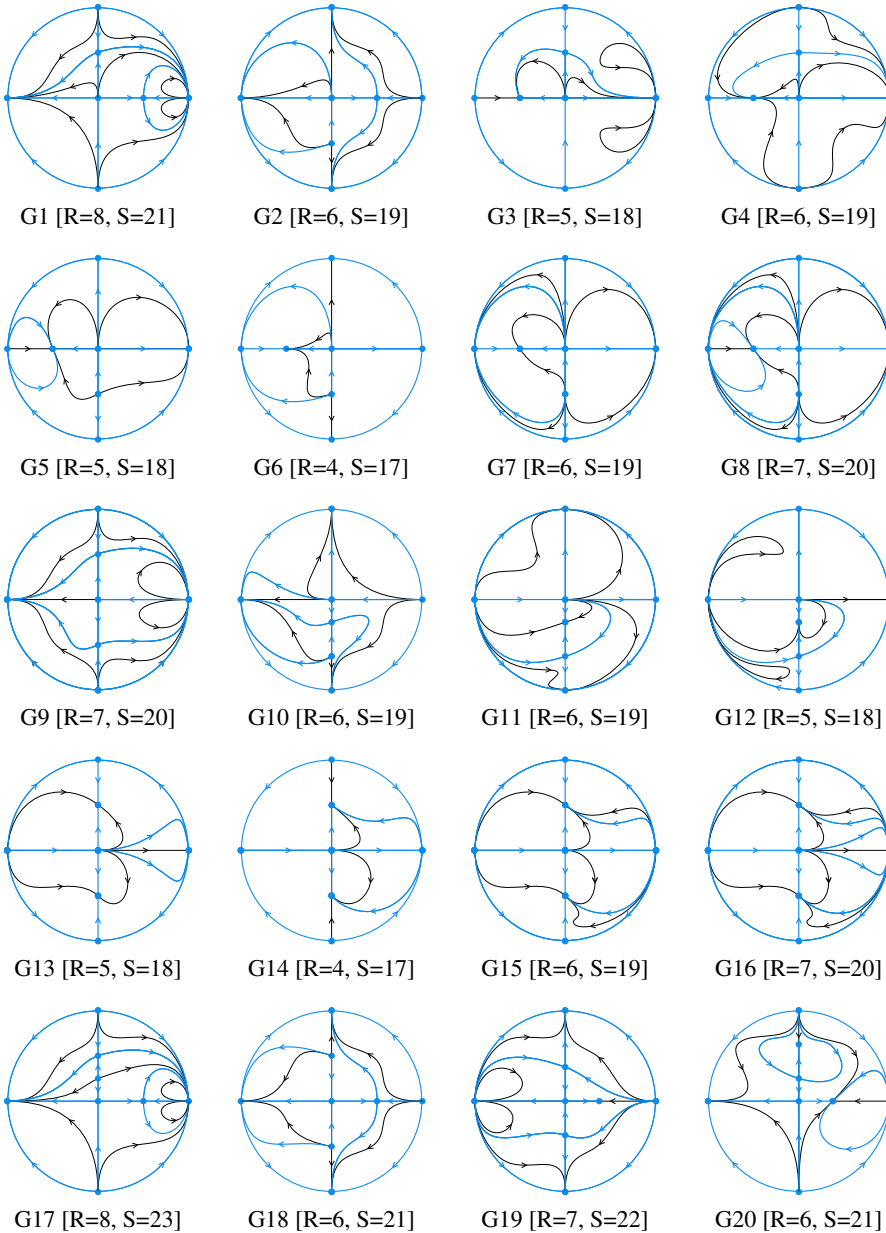 G1 [R=8, S=21] G2 [R=6, S=19] G3 [R=5, S=18] G4 [R=6, S=19]
G5 [R=5, S=18] G6 [R=4, S=17] G7 [R=6, S=19] G8 [R=7, S=20]
G9 [R=7, S=20] G10 [R=6, S=19] G11 [R=6, S=19] G12 [R=5, S=18]
G13 [R=5, S=18] G14 [R=4, S=17] G15 [R=6, S=19] G16 [R=7, S=20]
G17 [R=8, S=23] G18 [R=6, S=21] G19 [R=7, S=22] G20 [R=6, S=21]